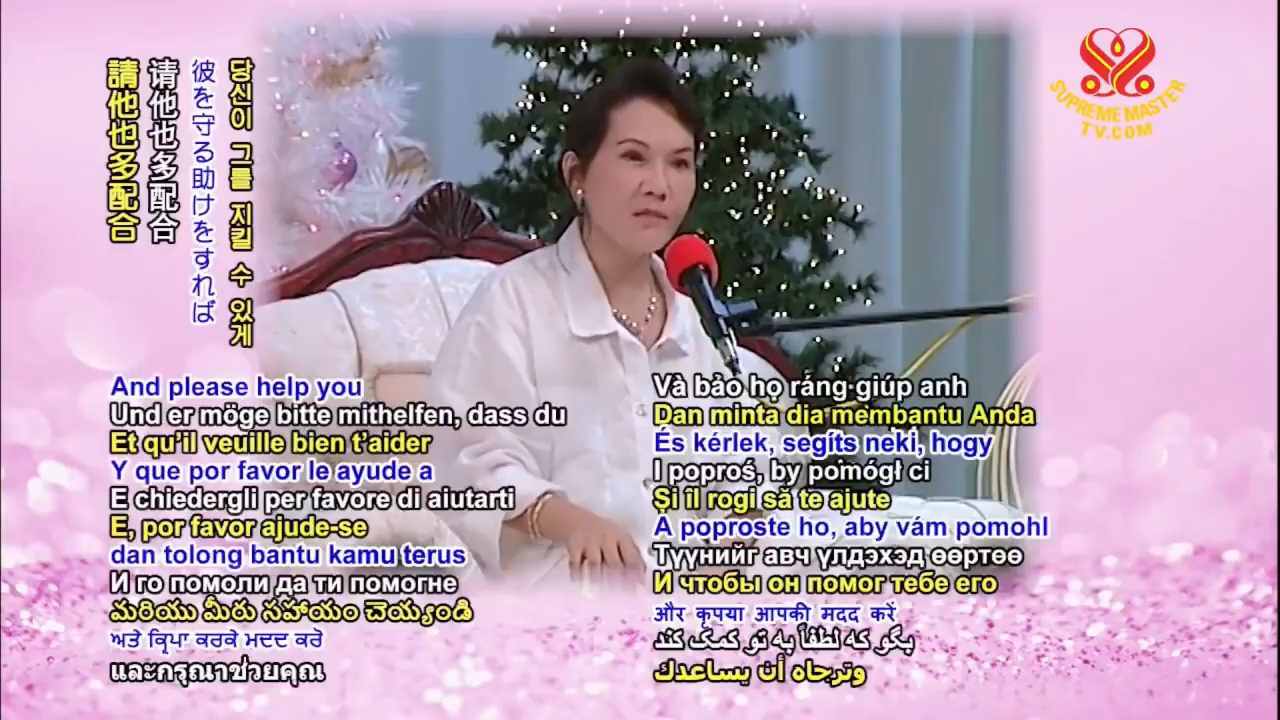 請他也多配合
请他也多配合
彼を守る助けをすれば
당신이 그를 지킬 수 있게
SUPREME MASTER
TV.COM
And please help you
Und er möge bitte mithelfen, dass du
Et qu'il veuille bien t'aider
Y que por favor le ayude a
E chiedergli per favore di aiutarti
E, por favor ajude-se
dan tolong bantu kamu terus
И го помоли да ти помогне
మరియు మీరు సహాయం చెయ్యండి
ਅਤੇ ਕ੍ਰਿਪਾ ਕਰਕੇ ਮਦਦ ਕਰੋ
และกรุณาช่วยคุณ
Và bảo họ ráng giúp anh
Dan minta dia membantu Anda
És kérlek, segíts neki, hogy
I poproś, by pomógł ci
Și îl rogi să te ajute
A poproste ho, aby vám pomohl
Түүнийг авч үлдэхэд өөртөө
И чтобы он помог тебе его
और कृपया आपकी मदद करें
بگو که لطفاً به تو کمک کند
وترجاه أن يساعدك